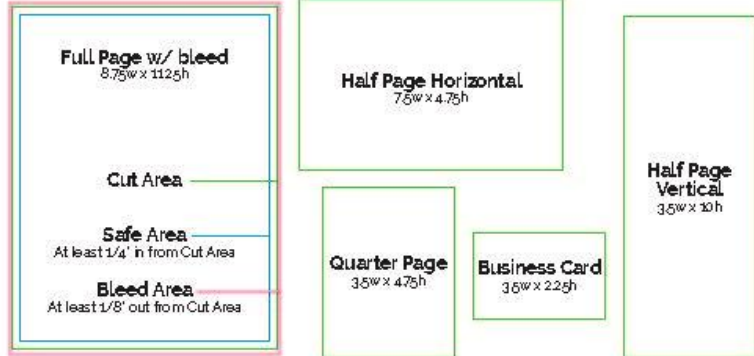 Full Page w/ bleed
8.75w x 11.25h
Cut Area
Safe Area
At least 1/4' in from Cut Area
Bleed Area
At least 1/8' out from Cut Area
Half Page Horizontal
7.5w x 4.75h
Quarter Page
3.5w x 4.75h
Business Card
3.5w x 2.25h
Half Page
Vertical
3.5w x 10h